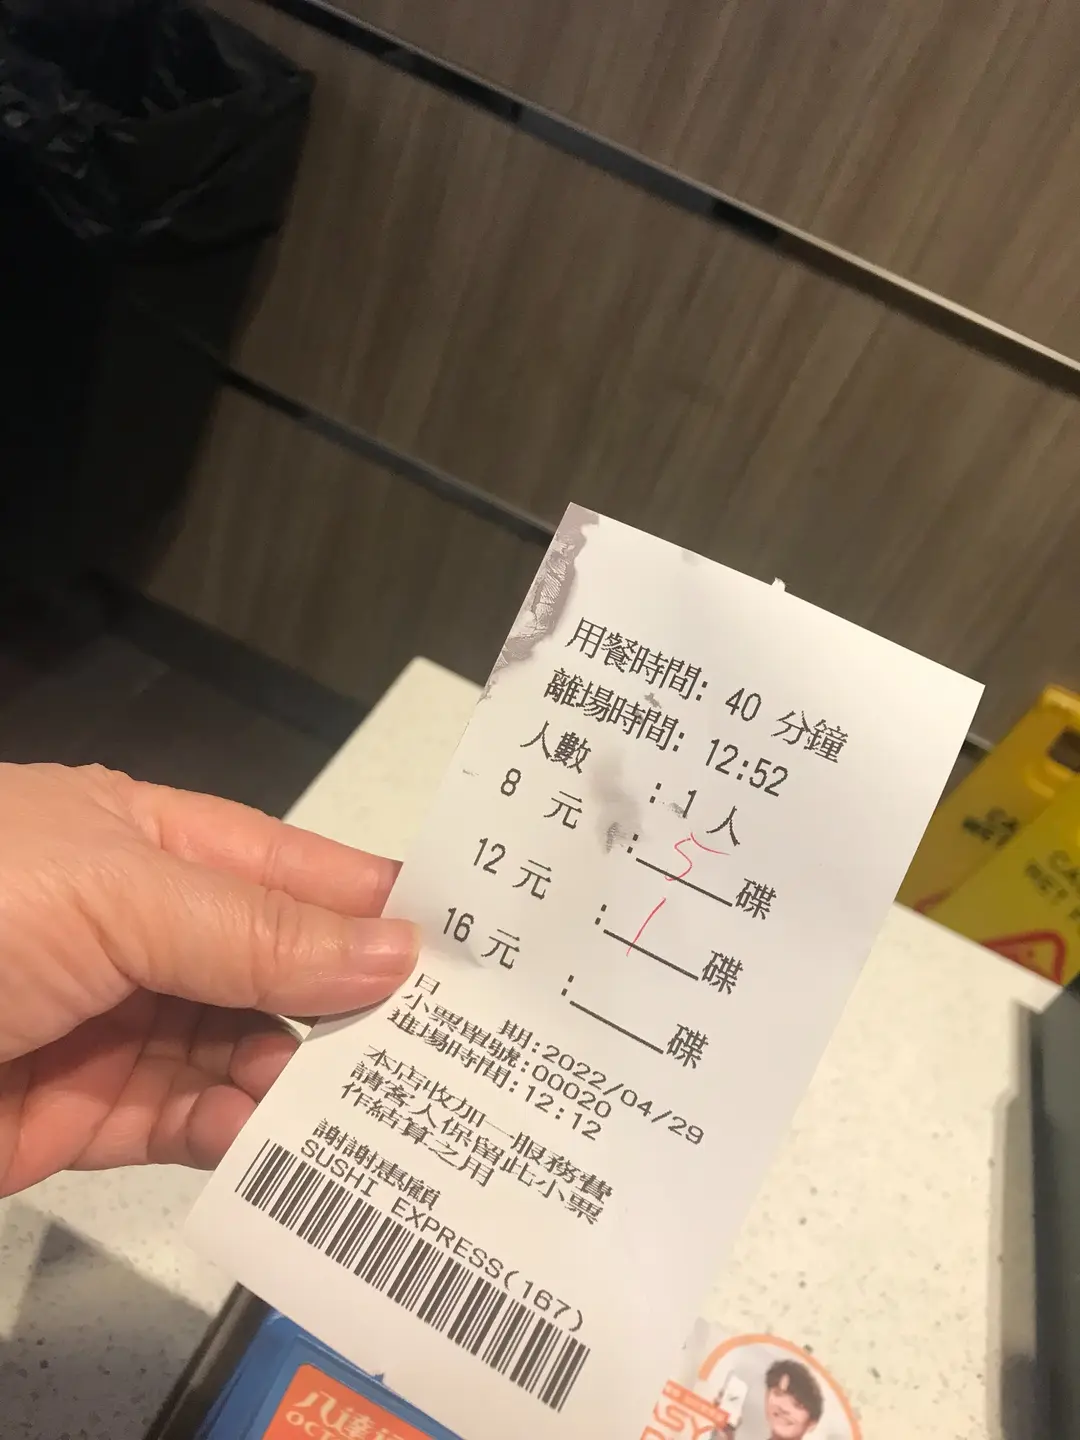 用餐時間: 40 分鐘
離場時間: 12:52
人數 : 1 人
8 元 : 5 碟
12 元 : 1 碟
16 元 : 碟
日 期:2022/04/29
小票單號:00020
進場時間:12:12
本店收加一服務費
請客人保留此小票
作結算之用
謝謝惠顧
SUSHI EXPRESS(167)
八達
OCT